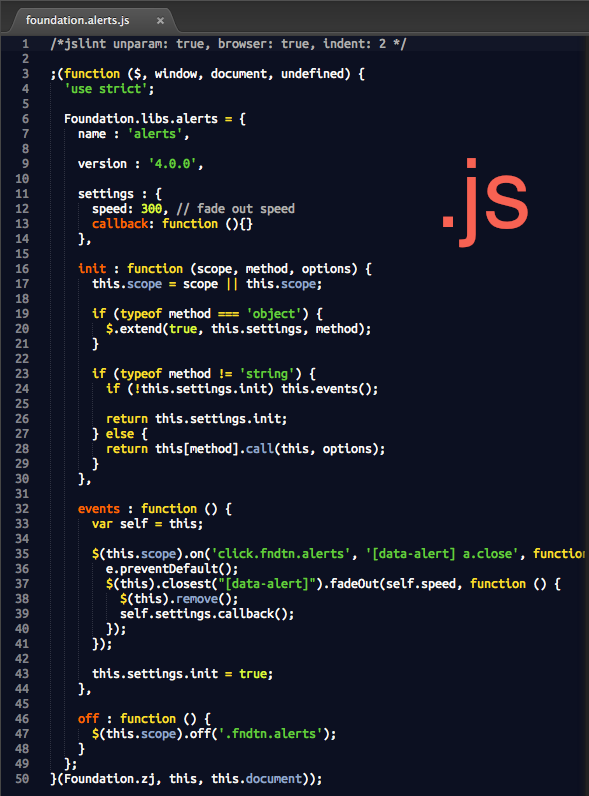 foundation.alerts.js ×
1 /*jslint unparam: true, browser: true, indent: 2 */
2
3 ;(function ($, window, document, undefined) {
4   'use strict';
5
6   Foundation.libs.alerts = {
7     name : 'alerts',
8
9     version : '4.0.0',
10
11     settings : {
12       speed: 300, // fade out speed
13       callback: function (){}
14     },
15
16     init : function (scope, method, options) {
17       this.scope = scope || this.scope;
18
19       if (typeof method === 'object') {
20         $.extend(true, this.settings, method);
21       }
22
23       if (typeof method != 'string') {
24         if (!this.settings.init) this.events();
25
26         return this.settings.init;
27       } else {
28         return this[method].call(this, options);
29       }
30     },
31
32     events : function () {
33       var self = this;
34
35       $(this.scope).on('click.fndtn.alerts', '[data-alert] a.close', function
36         e.preventDefault();
37         $(this).closest("[data-alert]").fadeOut(self.speed, function () {
38           $(this).remove();
39           self.settings.callback();
40         });
41       });
42
43       this.settings.init = true;
44     },
45
46     off : function () {
47       $(this.scope).off('.fndtn.alerts');
48     }
49   };
50 }(Foundation.zj, this, this.document));
.js